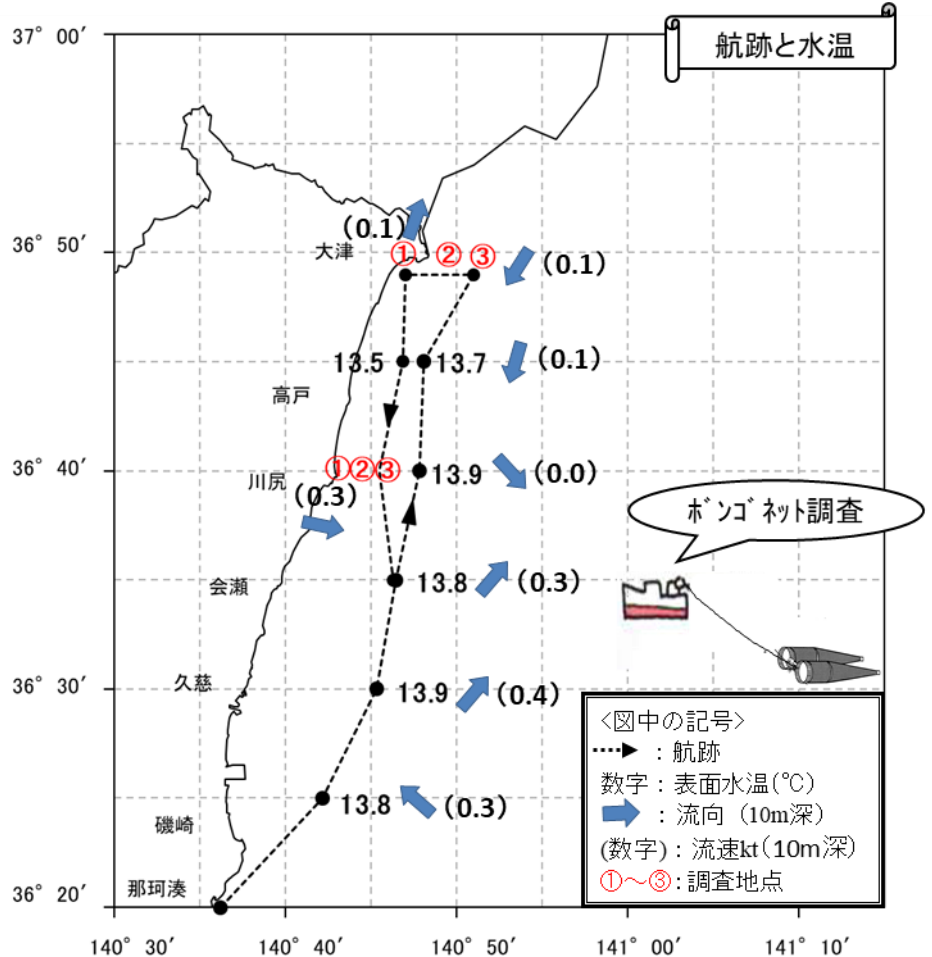 航跡と水温
37° 00′
36° 50′
36° 40′
36° 30′
36° 20′
140° 30′
140° 40′
140° 50′
141° 00′
141° 10′
(0.1)
大津
①
②
③
(0.1)
13.5
13.7
(0.1)
高戸
①②③
川尻
(0.3)
13.9
(0.0)
ﾎﾞﾝｺﾞﾈｯﾄ調査
会瀬
13.8
(0.3)
久慈
13.9
(0.4)
磯崎
13.8
(0.3)
那珂湊
<図中の記号>
：航跡
数字：表面水温(℃)
：流向 (10m深)
(数字)：流速kt(10m深)
①～③：調査地点